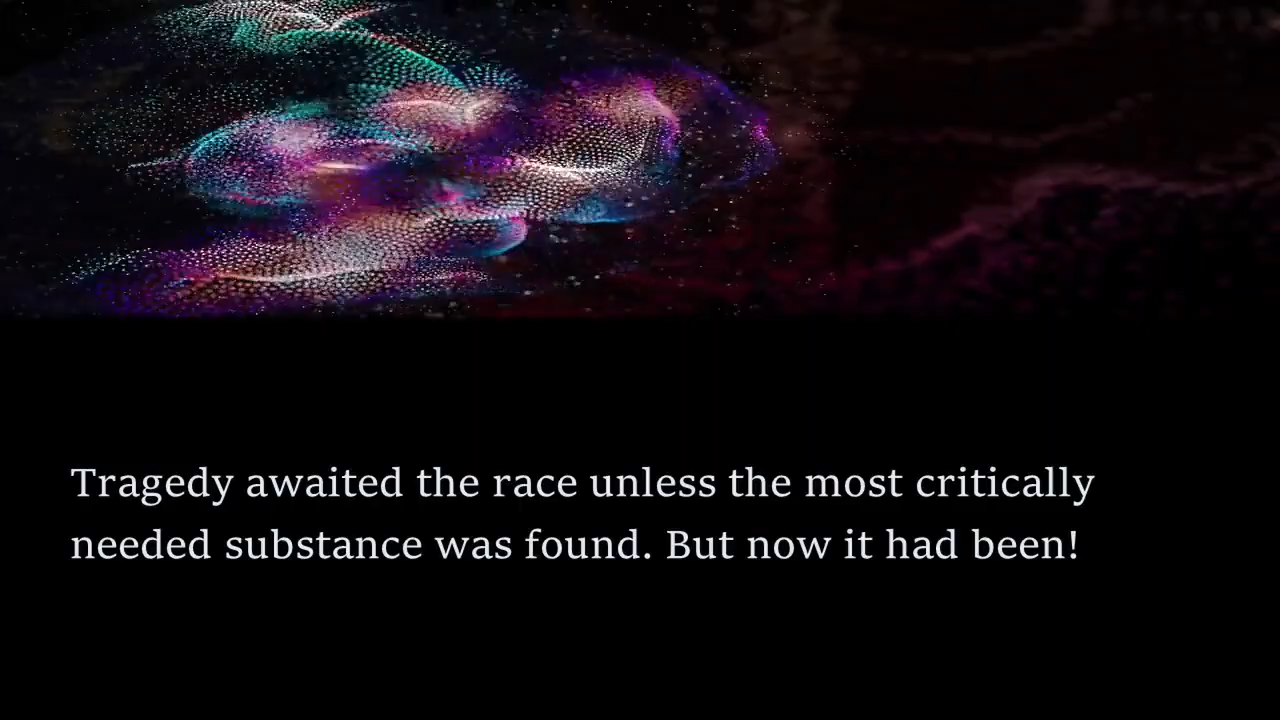 Tragedy awaited the race unless the most critically
needed substance was found. But now it had been!